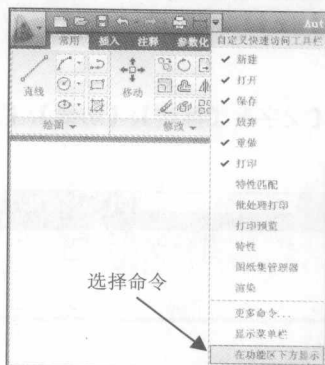 Aut
常用 插入 注释 参数化
直线
移动
绘图
修改
自定义快速访问工具栏
新建
打开
保存
放弃
重做
打印
特性匹配
批处理打印
打印预览
特性
图纸集管理器
渲染
更多命令...
显示菜单栏
在功能区下方显示
选择命令